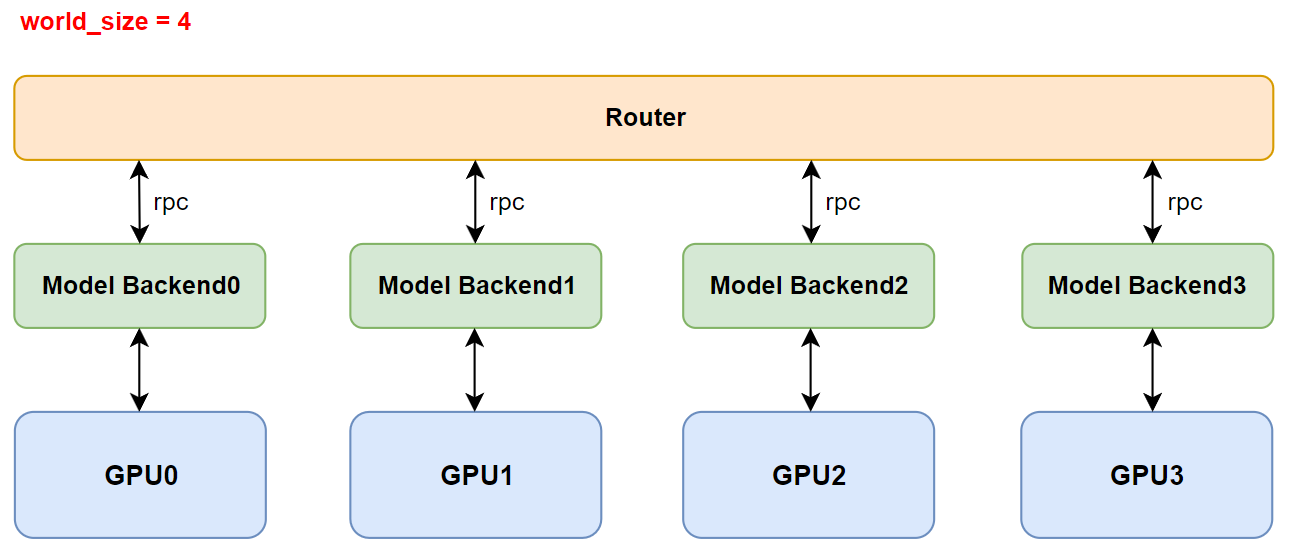 world_size = 4
Router
rpc
rpc
rpc
rpc
Model Backend0
Model Backend1
Model Backend2
Model Backend3
GPU0
GPU1
GPU2
GPU3